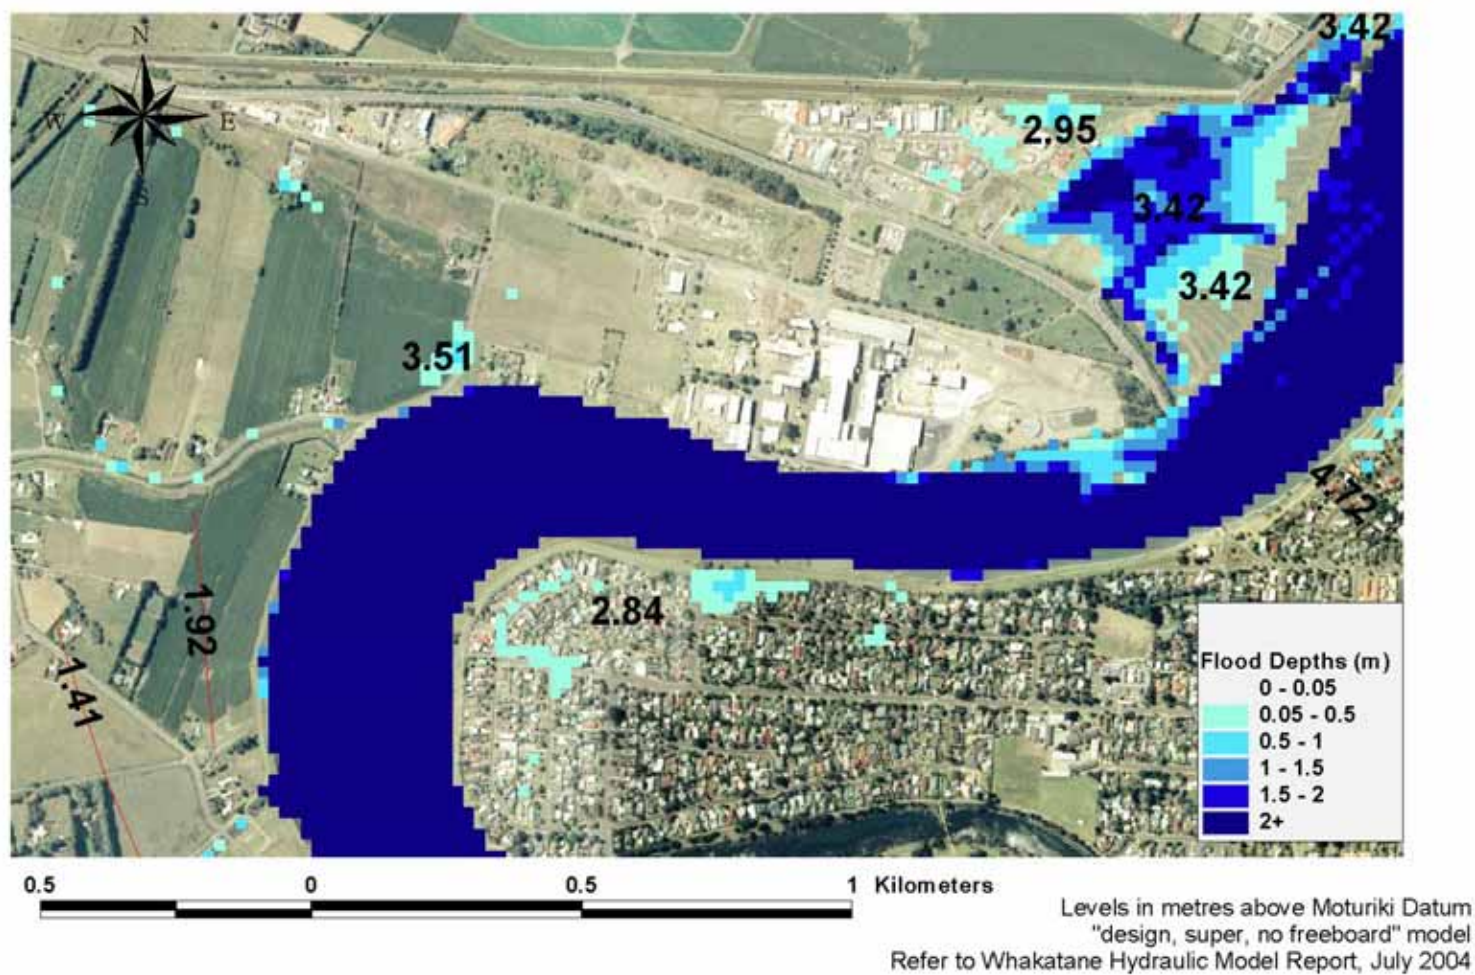 N
3.42
W
E
2.95
S
3.42
3.42
3.51
4.72
1.92
2.84
1.41
Flood Depths (m)
0 - 0.05
0.05 - 0.5
0.5 - 1
1 - 1.5
1.5 - 2
2+
0.5 0 0.5 1 Kilometers
Levels in metres above Moturiki Datum
"design, super, no freeboard" model
Refer to Whakatane Hydraulic Model Report, July 2004